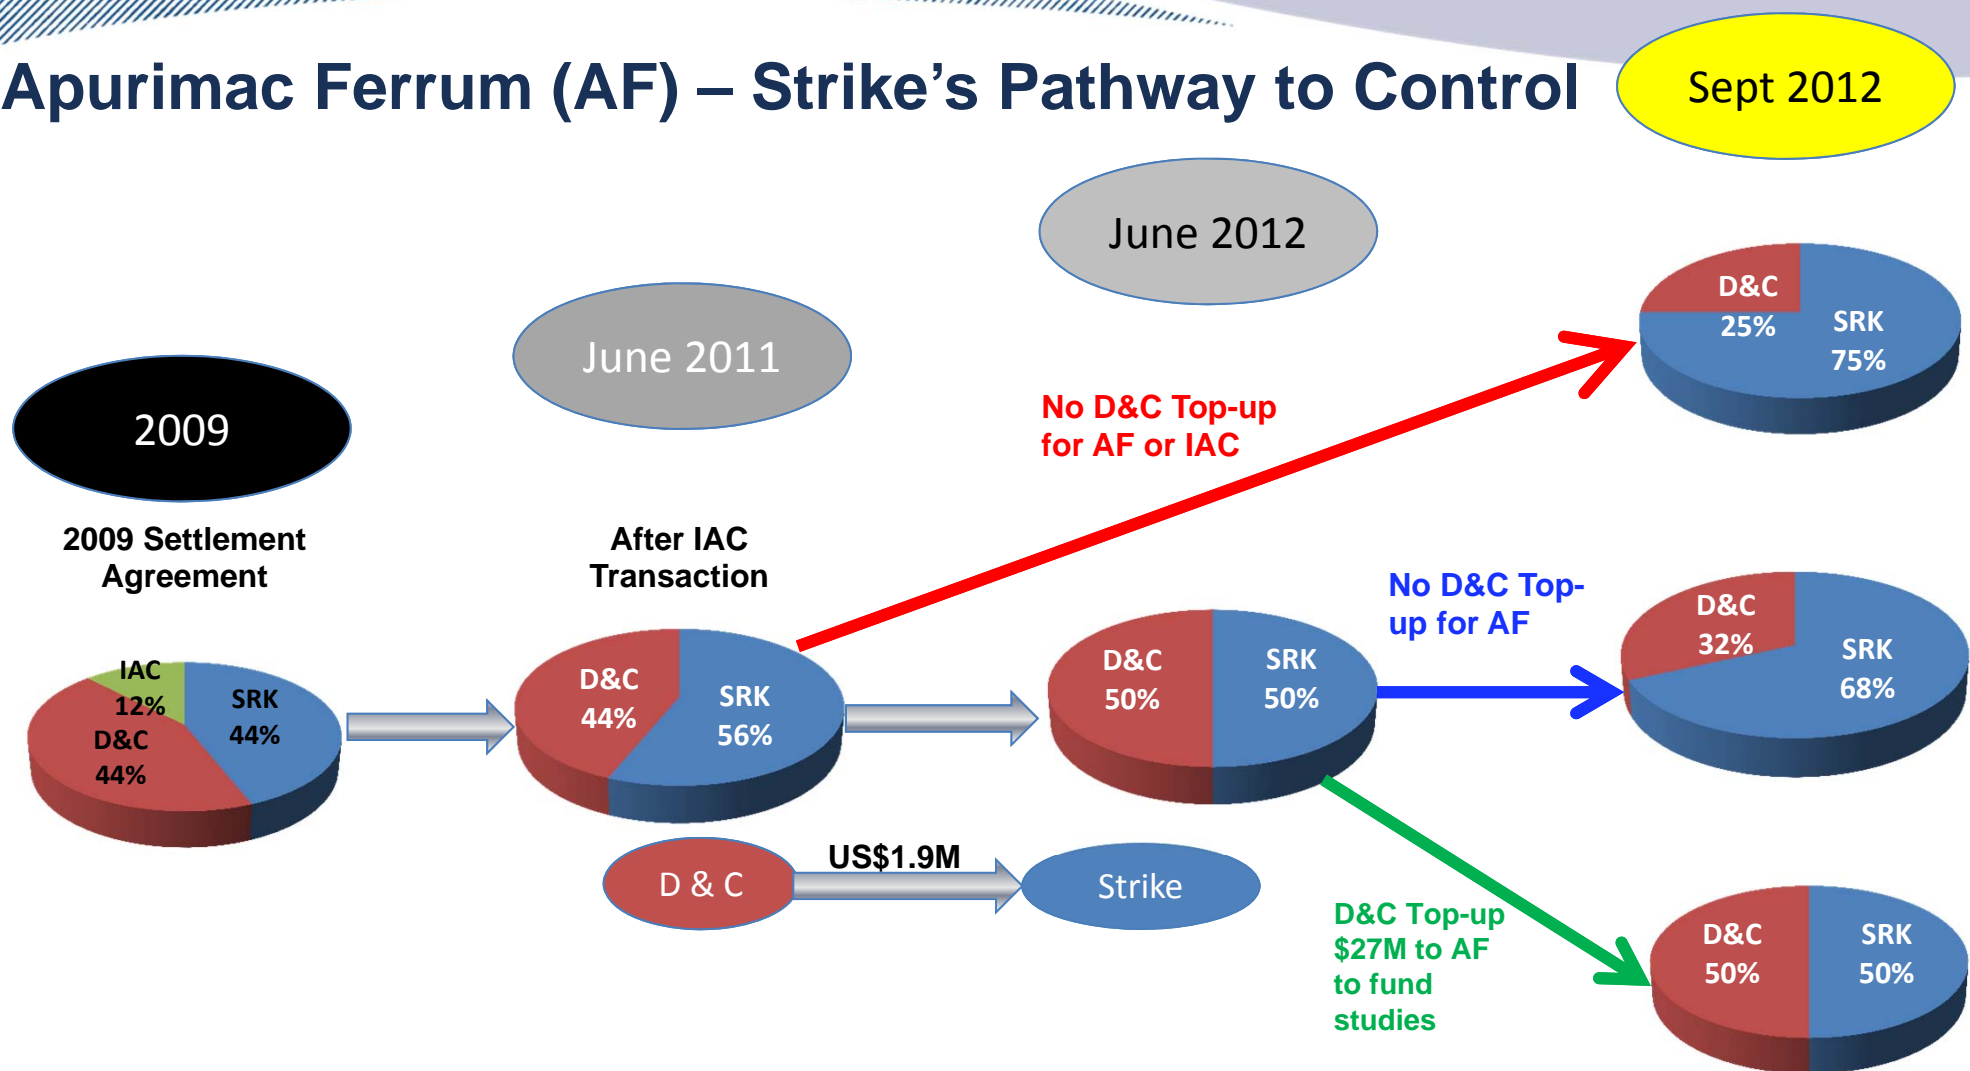 Apurimac Ferrum (AF) – Strike's Pathway to Control
Sept 2012
June 2012
June 2011
2009
2009 Settlement
Agreement
IAC
12%
SRK
44%
D&C
44%
After IAC
Transaction
D&C
44%
SRK
56%
D & C
US$1.9M
Strike
D&C
50%
SRK
50%
No D&C Top-up
for AF or IAC
D&C
25%
SRK
75%
No D&C Top-
up for AF
D&C
32%
SRK
68%
D&C Top-up
$27M to AF
to fund
studies
D&C
50%
SRK
50%